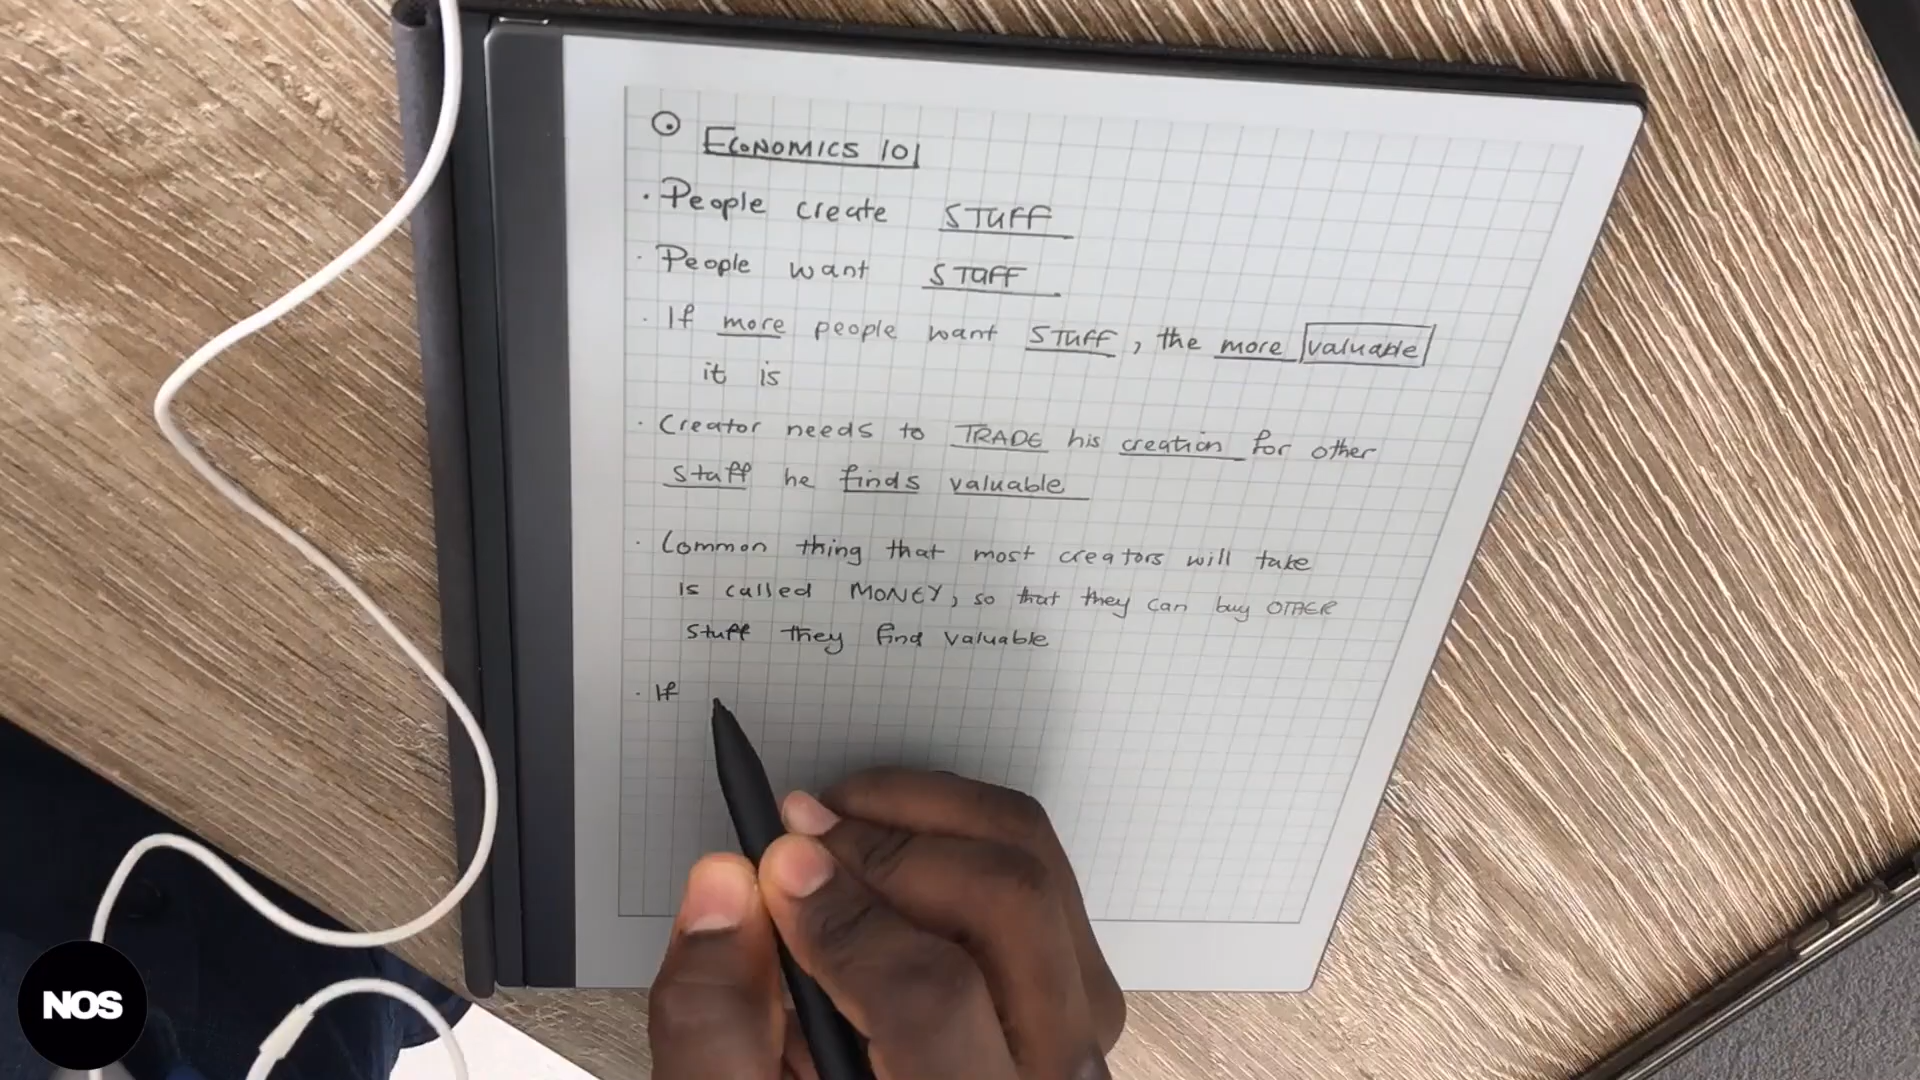 ECONOMICS 101
· People create STUFF
· People want STUFF
· If more people want STUFF, the more valuable
it is
· Creator needs to TRADE his creation for other
stuff he finds valuable
· Common thing that most creators will take
is called MONEY, so that they can buy OTHER
stuff they find valuable
· If
NOS